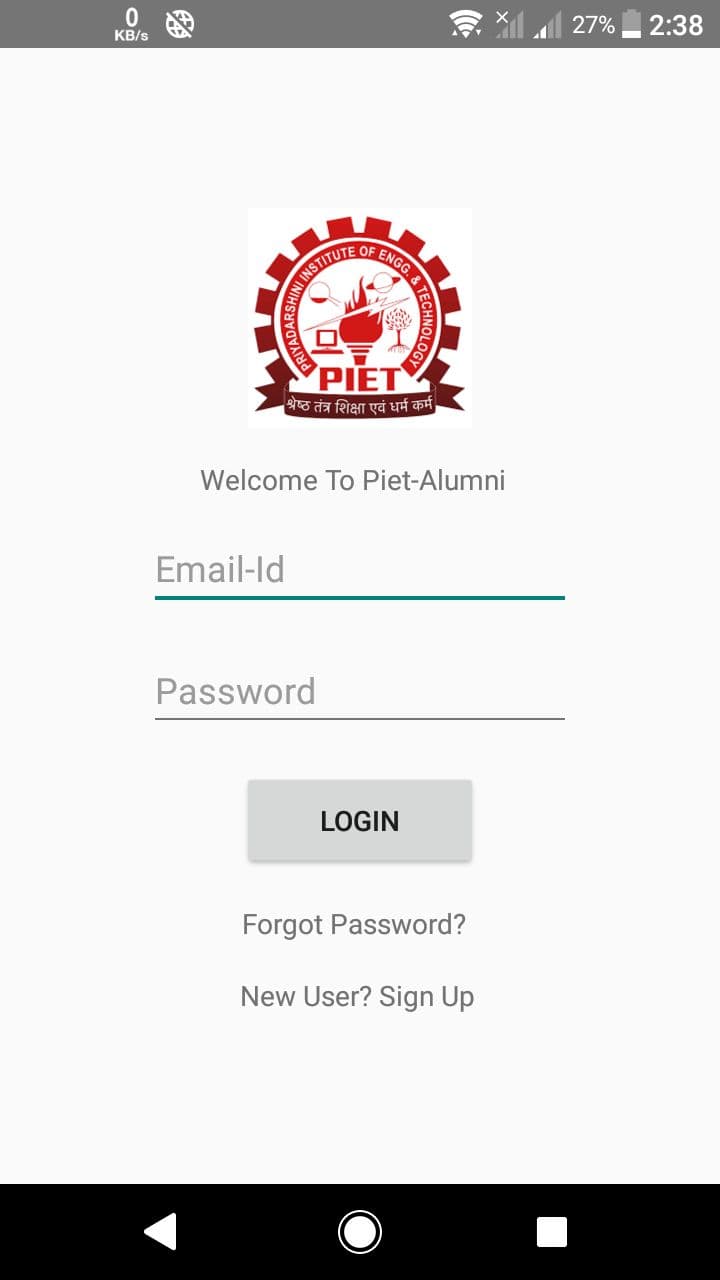 0
KB/s
27%
2:38
PRIYADARSHINI INSTITUTE OF ENGG. & TECHNOLOGY
PIET
श्रेष्ठ तंत्र शिक्षा एवं धर्म कर्म
Welcome To Piet-Alumni
Email-Id
Password
LOGIN
Forgot Password?
New User? Sign Up